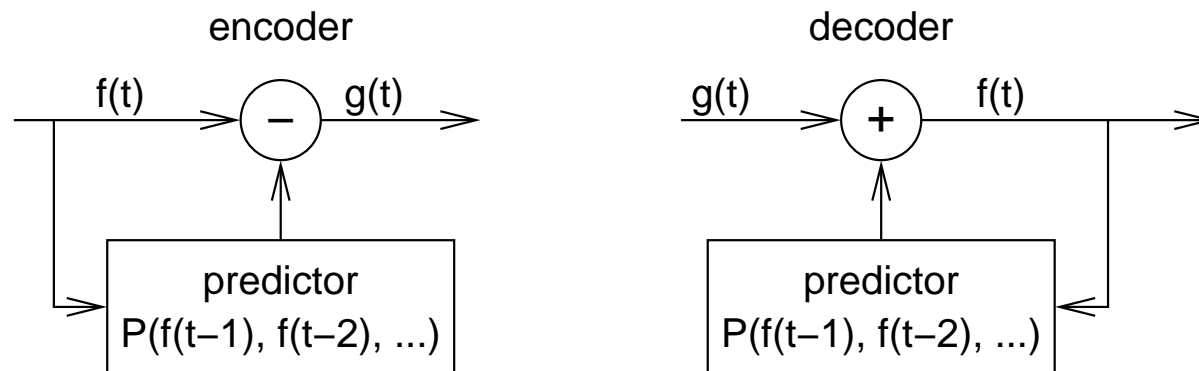 encoder
f(t)
−
g(t)
predictor
P(f(t−1), f(t−2), ...)
decoder
g(t)
+
f(t)
predictor
P(f(t−1), f(t−2), ...)